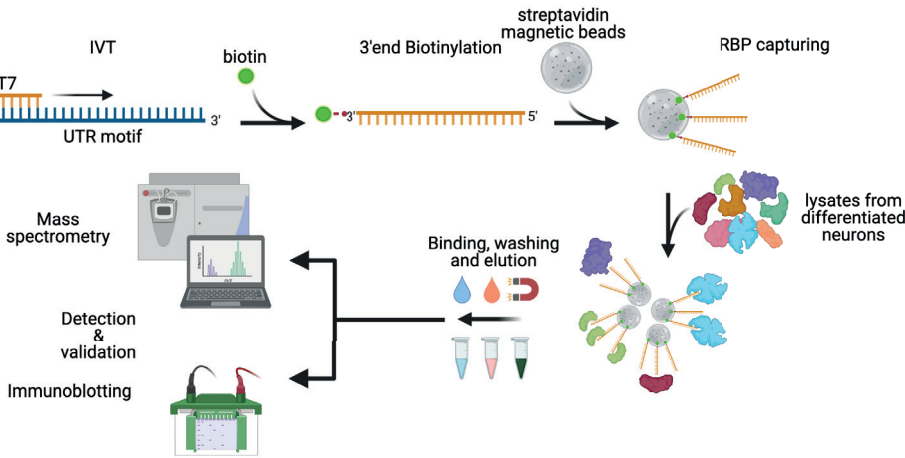 IVT
T7
3'
UTR motif
biotin
3'end Biotinylation
3'
5'
streptavidin
magnetic beads
RBP capturing
lysates from
differentiated
neurons
Binding, washing
and elution
Mass
spectrometry
Detection
&
validation
Immunoblotting